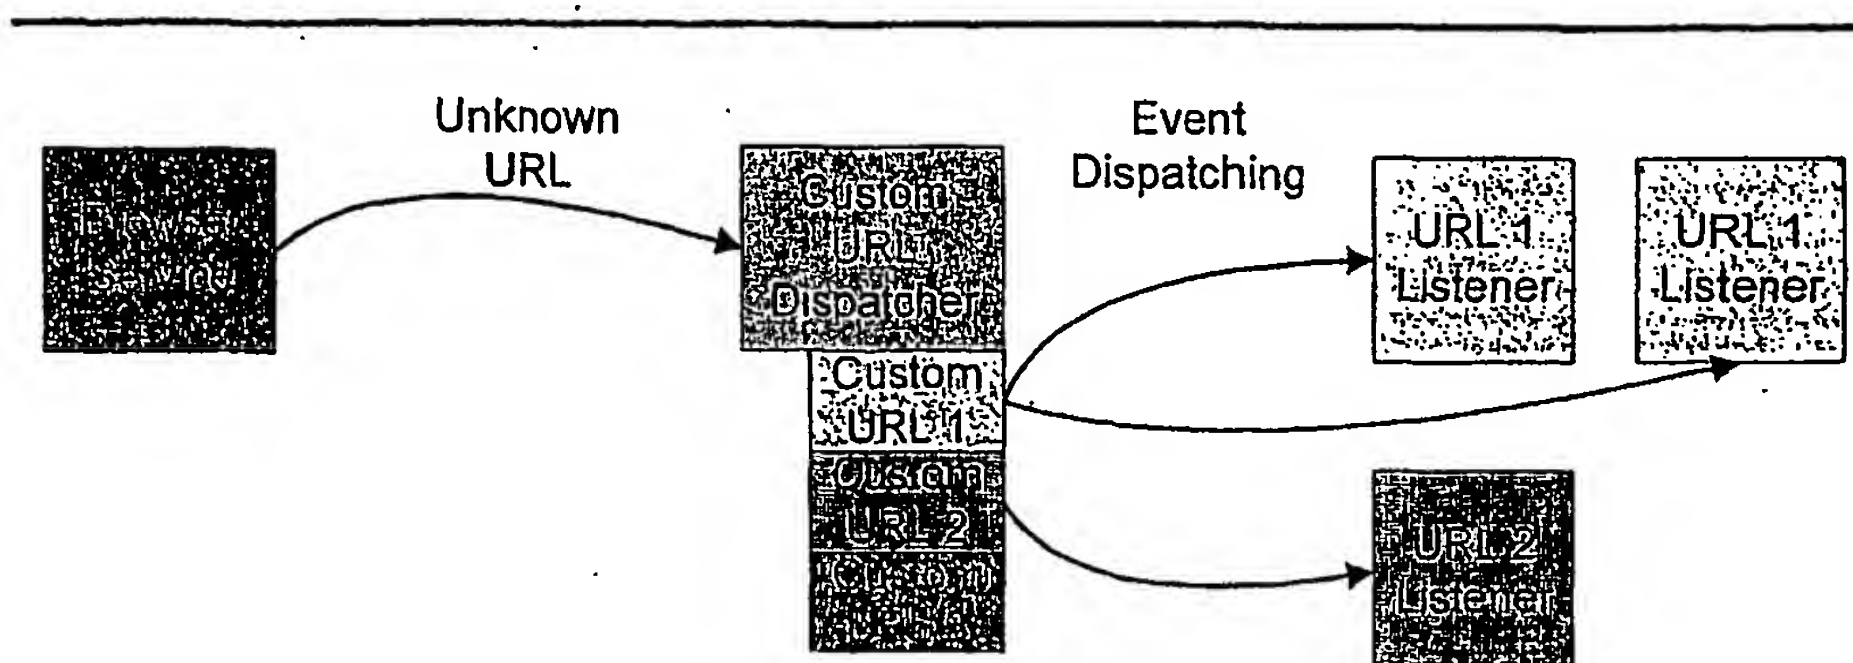 Unknown
URL
Event
Dispatching
Custom
URL
Dispatcher
URL 1
Listener
URL 1
Listener
Custom
URL 1
Custom
URL 2
Custom
URL 2
Listener